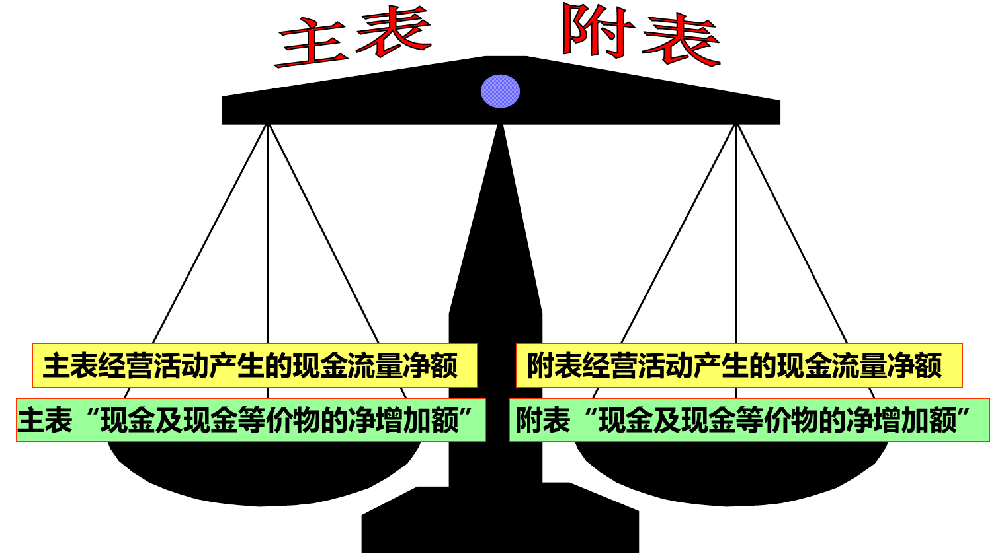 主表 附表
主表经营活动产生的现金流量净额
附表经营活动产生的现金流量净额
主表“现金及现金等价物的净增加额”
附表“现金及现金等价物的净增加额”